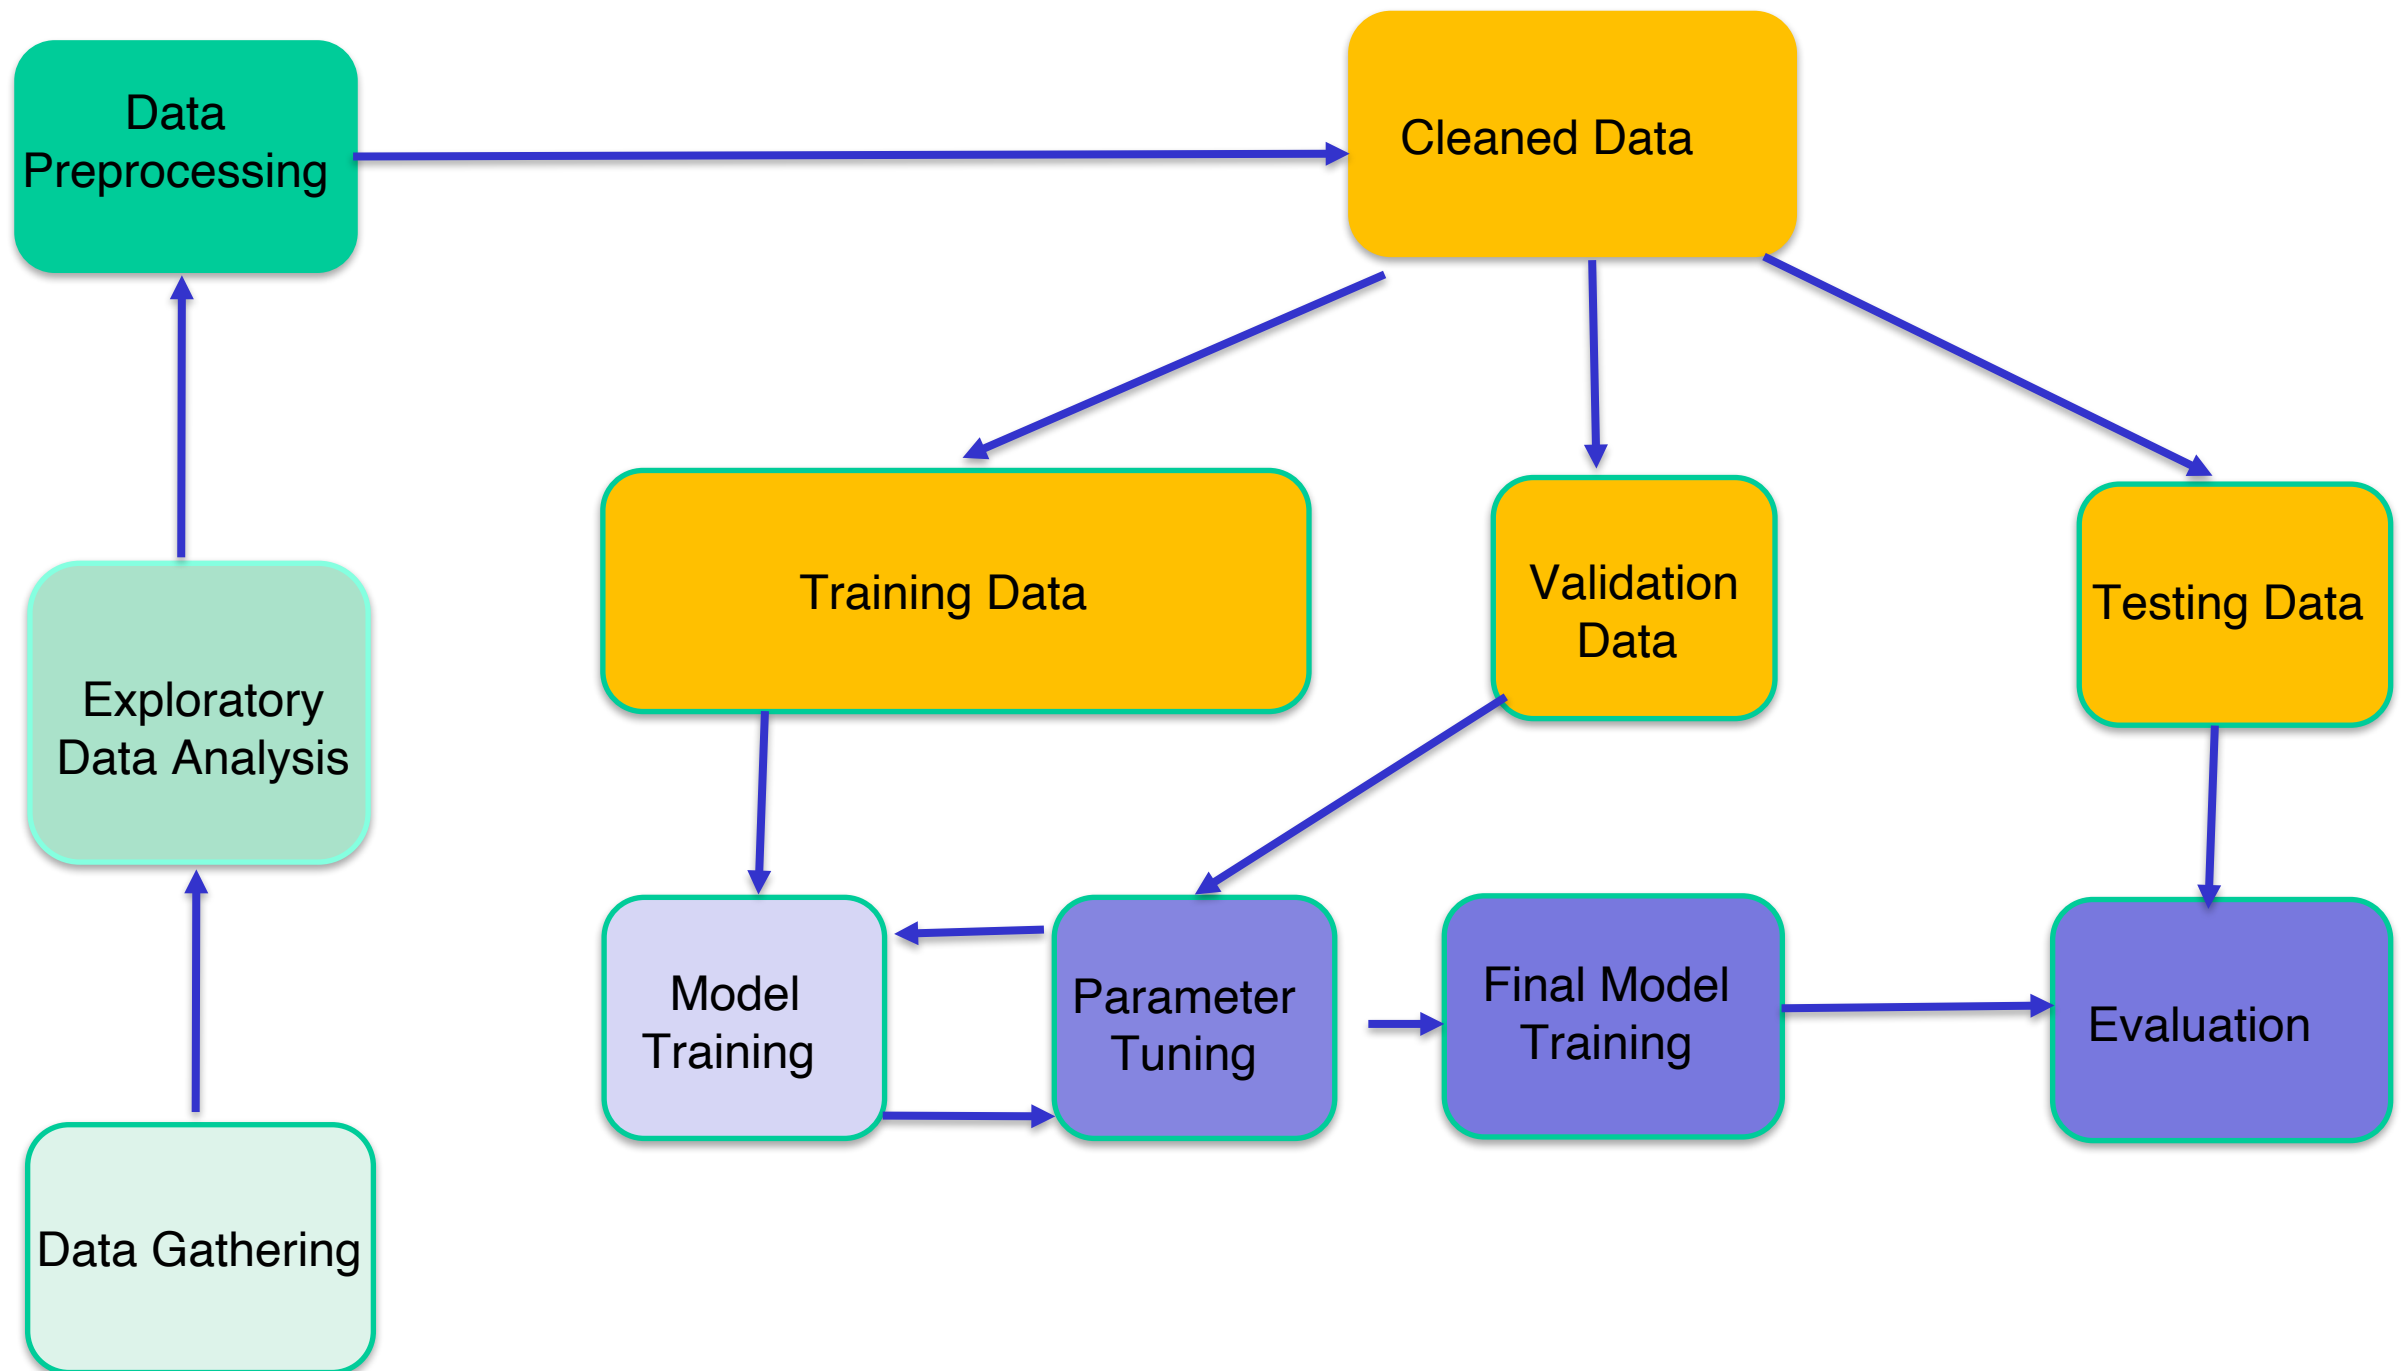 Data
Preprocessing
Cleaned Data
Training Data
Validation
Data
Testing Data
Exploratory
Data Analysis
Model
Training
Parameter
Tuning
Final Model
Training
Evaluation
Data Gathering